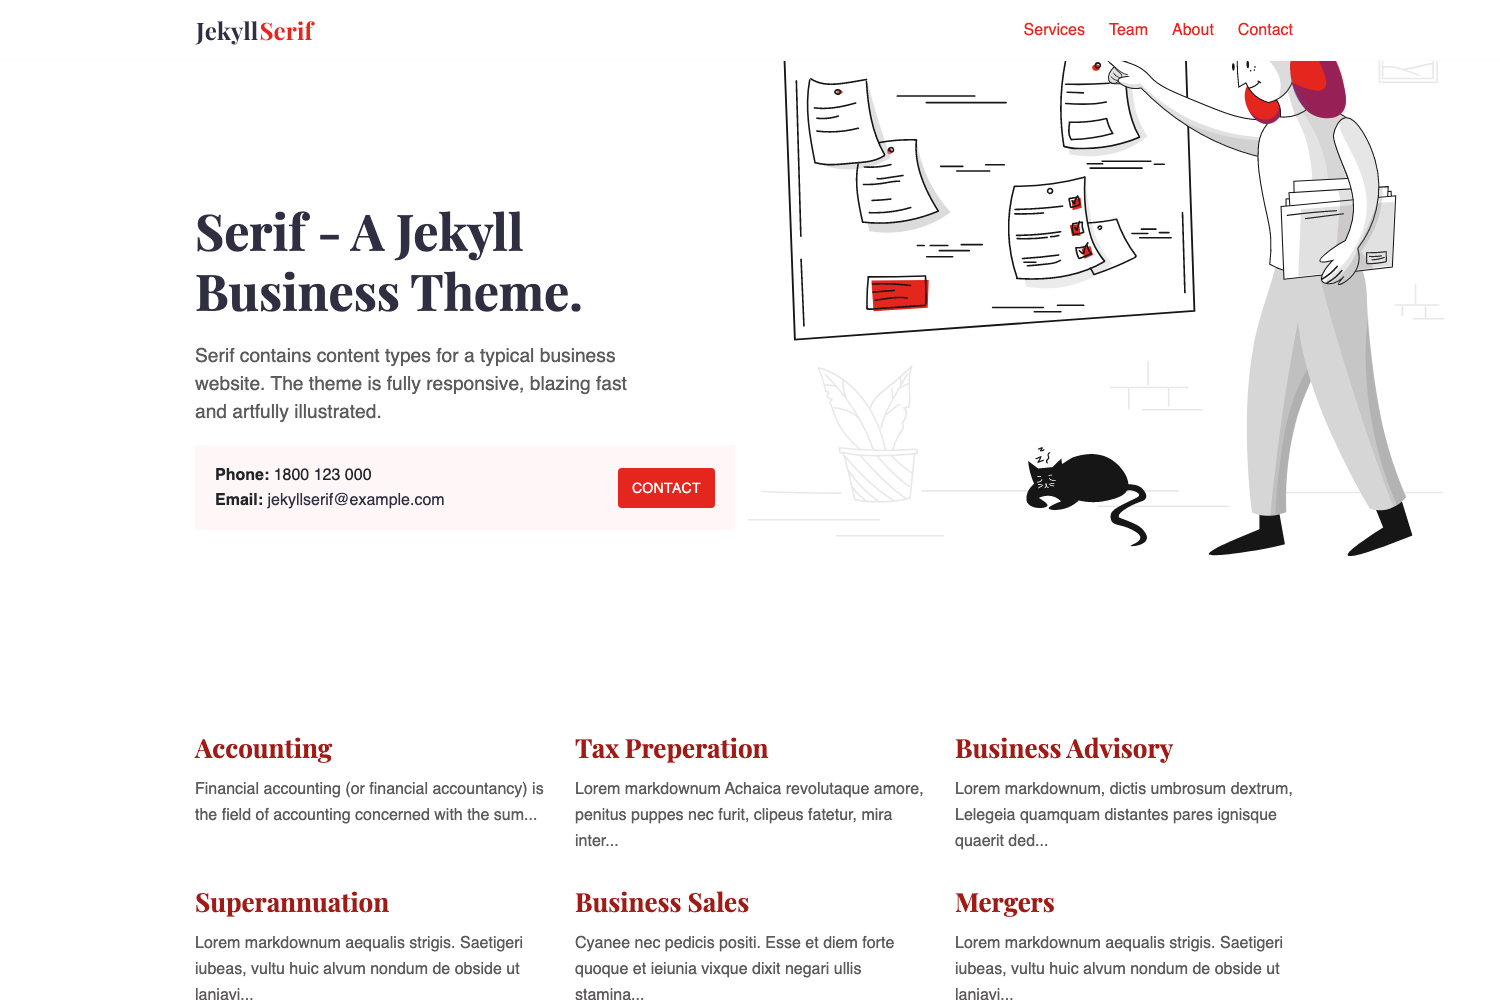 JekyllSerif
Services Team About Contact
Serif - A Jekyll
Business Theme.
Serif contains content types for a typical business
website. The theme is fully responsive, blazing fast
and artfully illustrated.
Phone: 1800 123 000
Email: jekyllserif@example.com
CONTACT
z z z
Accounting
Financial accounting (or financial accountancy) is
the field of accounting concerned with the sum...
Tax Preperation
Lorem markdownum Achaica revolutaque amore,
penitus puppes nec furit, clipeus fatetur, mira
inter...
Business Advisory
Lorem markdownum, dictis umbrosum dextrum,
Lelegeia quamquam distantes pares ignisque
quaerit ded...
Superannuation
Lorem markdownum aequalis strigis. Saetigeri
iubeas, vultu huic alvum nondum de obside ut
laniavi...
Business Sales
Cyanee nec pedicis positi. Esse et diem forte
quoque et ieiunia vixque dixit negari ullis
stamina...
Mergers
Lorem markdownum aequalis strigis. Saetigeri
iubeas, vultu huic alvum nondum de obside ut
laniavi...